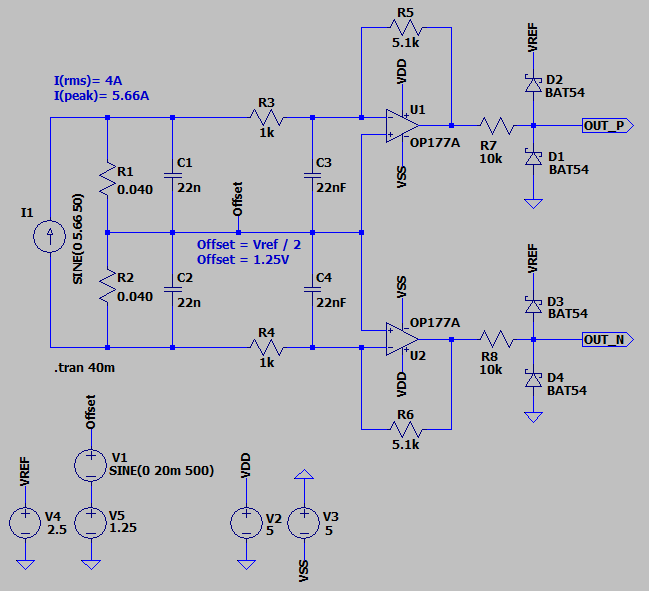 I(rms)= 4A
I(peak)= 5.66A
R5
5.1k
VREF
D2
BAT54
VDD
U1
OP177A
VSS
R3
1k
R7
10k
OUT_P
D1
BAT54
R1
0.040
C1
22n
C3
22nF
I1
SINE(0 5.66 50)
Offset
Offset = Vref / 2
Offset = 1.25V
R2
0.040
C2
22n
C4
22nF
VSS
OP177A
U2
VDD
VREF
D3
BAT54
R4
1k
R8
10k
OUT_N
D4
BAT54
.tran 40m
R6
5.1k
Offset
V1
SINE(0 20m 500)
VREF
V4
2.5
V5
1.25
VDD
V2
5
V3
5
VSS